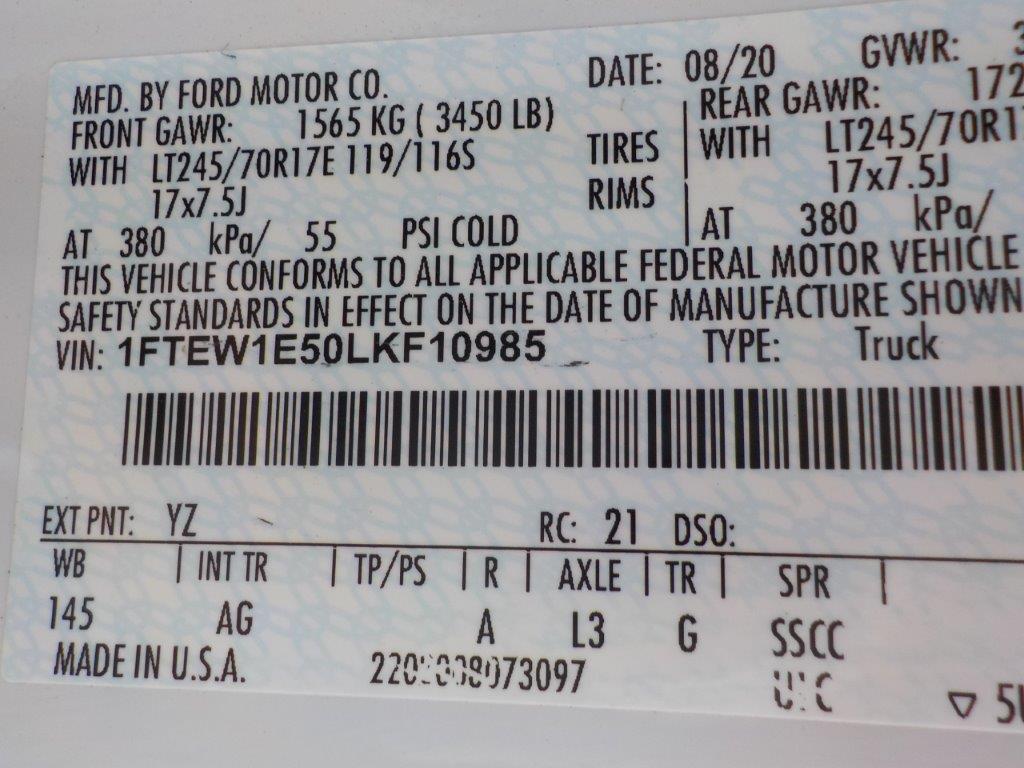 MFD. BY FORD MOTOR CO. DATE: 08/20 GVWR:
FRONT GAWR: 1565 KG ( 3450 LB) REAR GAWR: 172
WITH LT245/70R17E 119/116S TIRES WITH LT245/70R1
17x7.5J RIMS 17x7.5J
AT 380 kPa/ 55 PSI COLD AT 380 kPa/
THIS VEHICLE CONFORMS TO ALL APPLICABLE FEDERAL MOTOR VEHICLE
SAFETY STANDARDS IN EFFECT ON THE DATE OF MANUFACTURE SHOWN
VIN: 1FTEW1E50LKF10985 TYPE: Truck
EXT PNT: YZ RC: 21 DSO:
WB | INT TR | TP/PS | R | AXLE | TR | SPR |
145 AG A L3 G SSCC
MADE IN U.S.A.